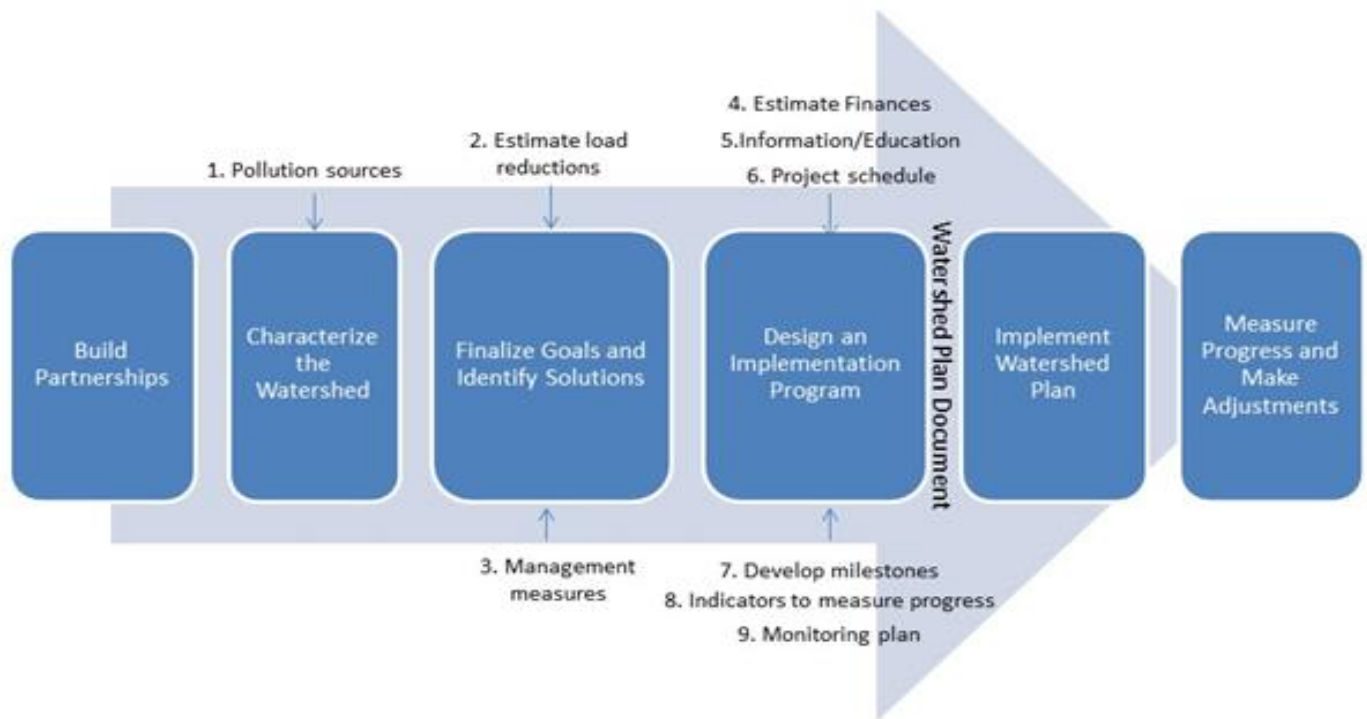 4. Estimate Finances
5.Information/Education
6. Project schedule
2. Estimate load
reductions
1. Pollution sources
Build
Partnerships
Characterize
the
Watershed
Finalize Goals and
Identify Solutions
Design an
Implementation
Program
Watershed Plan Document
Implement
Watershed
Plan
Measure
Progress and
Make
Adjustments
3. Management
measures
7. Develop milestones
8. Indicators to measure progress
9. Monitoring plan